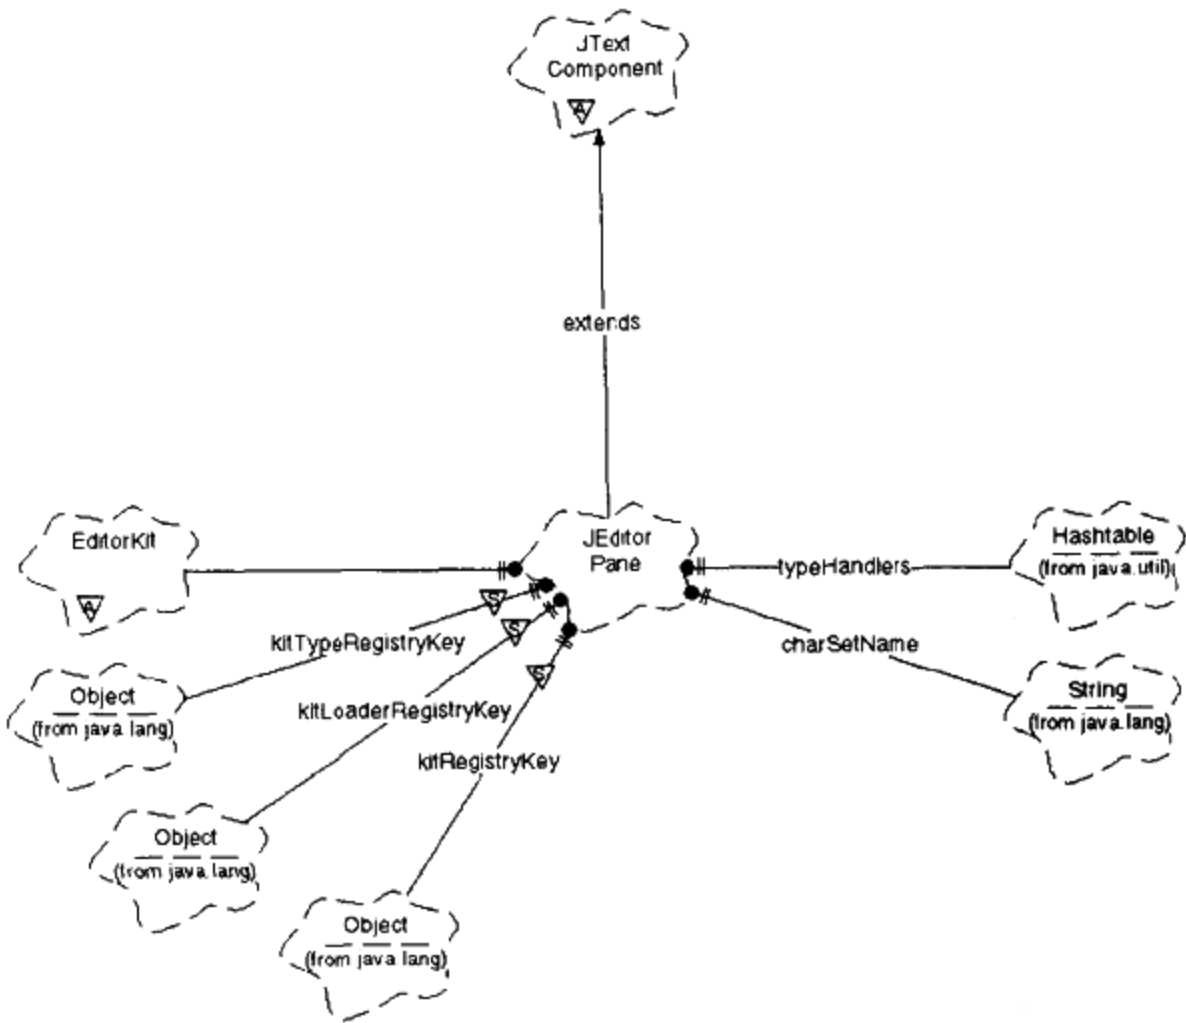 JText
Component
A
extends
EditorKit
A
JEditor
Pane
Hashtable
(from java.util)
typeHandlers
S
kitTypeRegistryKey
S
charSetName
Object
(from java.lang)
kitLoaderRegistryKey
S
String
(from java.lang)
kitRegistryKey
Object
(from java.lang)
Object
(from java.lang)